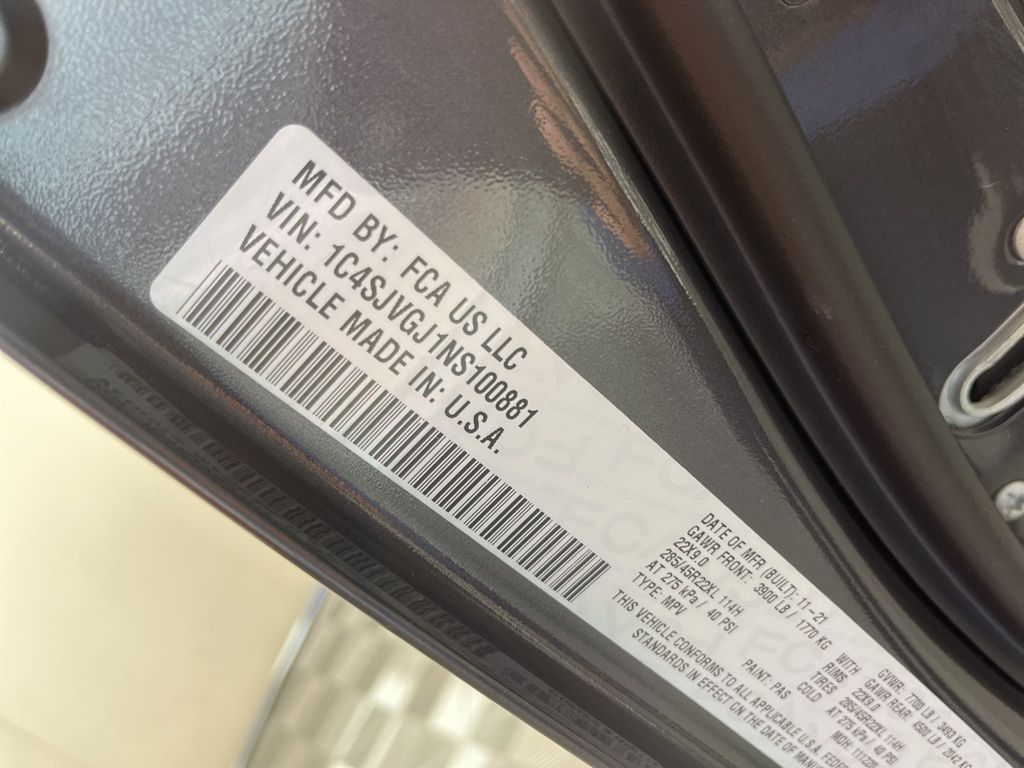 MFD BY: FCA US LLC
VIN: 1C4SJVGJ1NS100881
VEHICLE MADE IN: U.S.A.
DATE OF MFR (BUILT): 11-21 GVWR: 7700 LB / 3493 KG
GAWR FRONT: 3900 LB / 1770 KG WITH GAWR REAR: 4500 LB / 2042 KG
22X9.0 RIMS 22X9.0
285/45R22XL 114H TIRES 285/45R22XL 114H
AT 275 kPa / 40 PSI COLD AT 275 kPa / 40 PSI
TYPE: MPV PAINT: PAS MDH:
THIS VEHICLE CONFORMS TO ALL APPLICABLE U.S.A.
STANDARDS IN EFFECT ON THE DATE OF